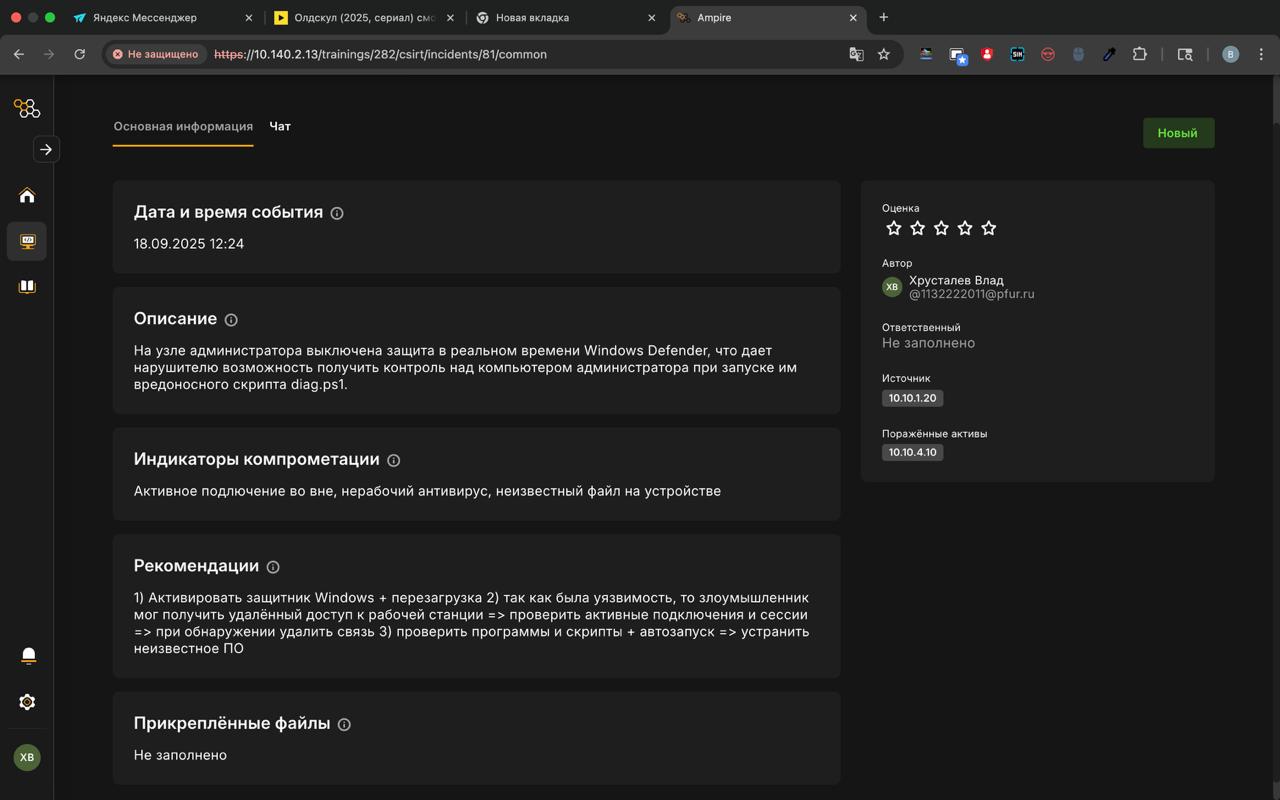 Яндекс Мессенджер
Олдскул (2025, сериал) смо
Новая вкладка
Ampire
Не защищено
https://10.140.2.13/trainings/282/csirt/incidents/81/common
В
Основная информация
Чат
Новый
Дата и время события
18.09.2025 12:24
Описание
На узле администратора выключена защита в реальном времени Windows Defender, что дает
нарушителю возможность получить контроль над компьютером администратора при запуске им
вредоносного скрипта diag.ps1.
Индикаторы компрометации
Активное подлючение во вне, нерабочий антивирус, неизвестный файл на устройстве
Рекомендации
1) Активировать защитник Windows + перезагрузка 2) так как была уязвимость, то злоумышленник
мог получить удалённый доступ к рабочей станции => проверить активные подключения и сессии
=> при обнаружении удалить связь 3) проверить программы и скрипты + автозапуск => устранить
неизвестное ПО
Прикреплённые файлы
Не заполнено
Оценка
Автор
ХВ
Хрусталев Влад
@1132222011@pfur.ru
Ответственный
Не заполнено
Источник
10.10.1.20
Поражённые активы
10.10.4.10
ХВ